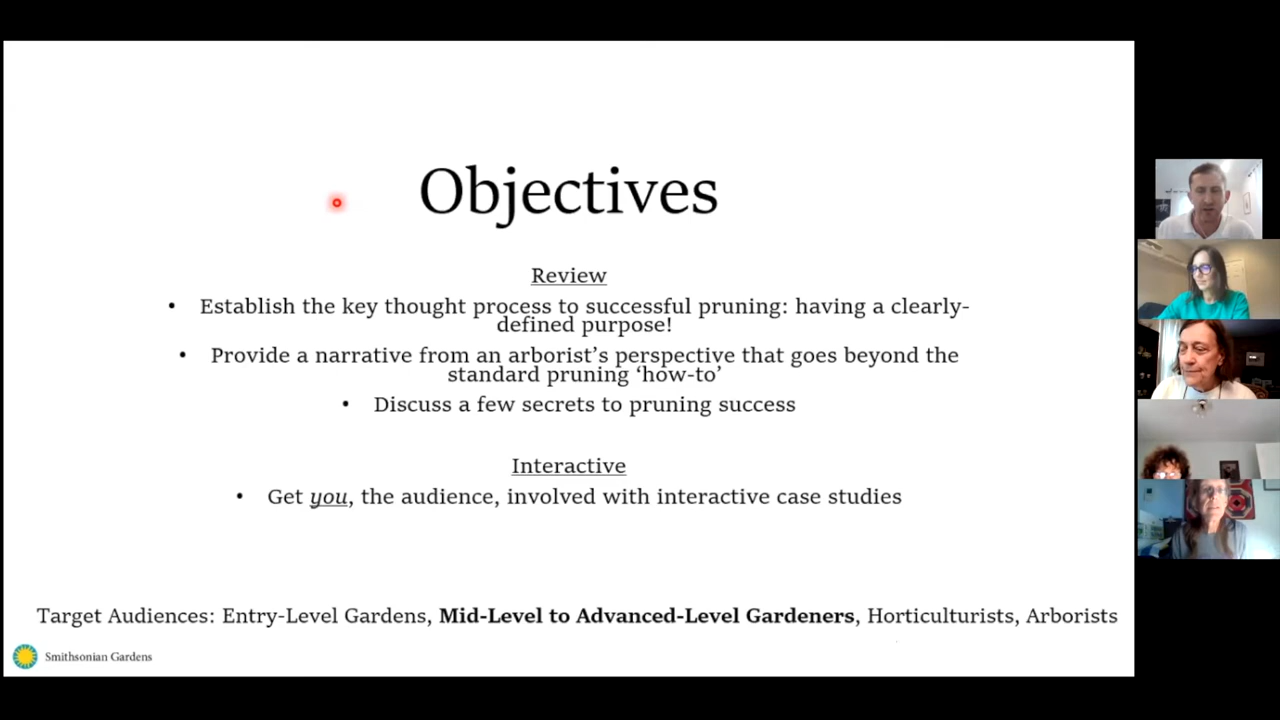 Objectives
Review
• Establish the key thought process to successful pruning: having a clearly-
defined purpose!
• Provide a narrative from an arborist’s perspective that goes beyond the
standard pruning ‘how-to’
• Discuss a few secrets to pruning success
Interactive
• Get you, the audience, involved with interactive case studies
Target Audiences: Entry-Level Gardens, Mid-Level to Advanced-Level Gardeners, Horticulturists, Arborists
Smithsonian Gardens